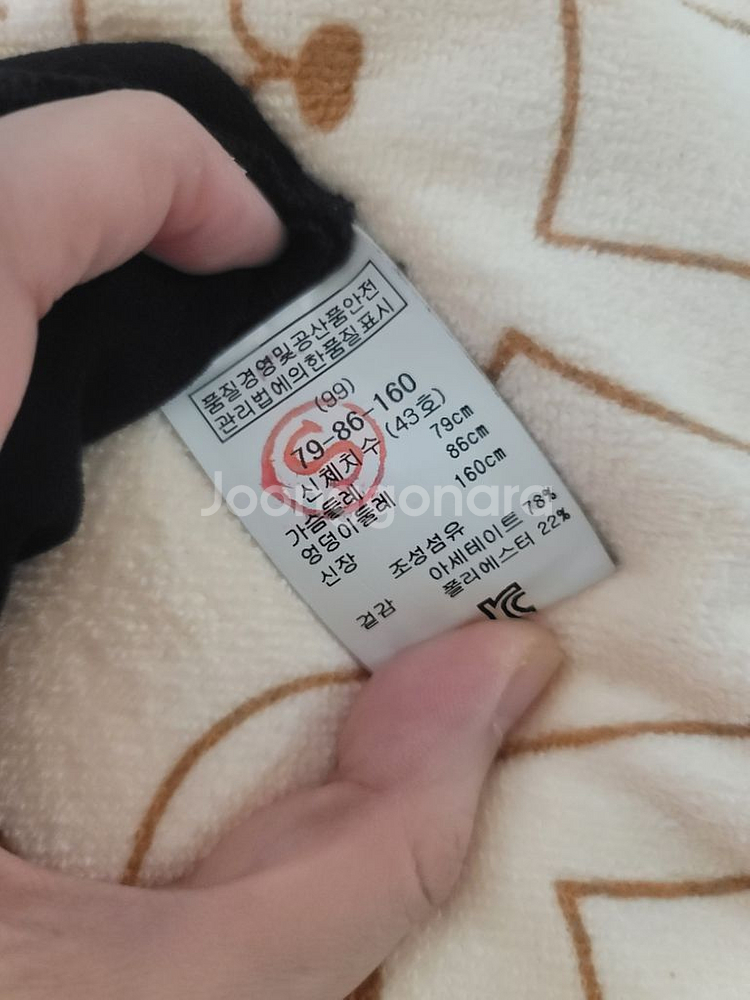 품질경영및공산품안전
관리법에의한품질표시
(99)
79-86-160
S
신체치수 (43호)
가슴둘레 79cm
엉덩이둘레 86cm
신장 160cm
조성섬유
겉감 아세테이트 78%
폴리에스터 22%
Joonggonara